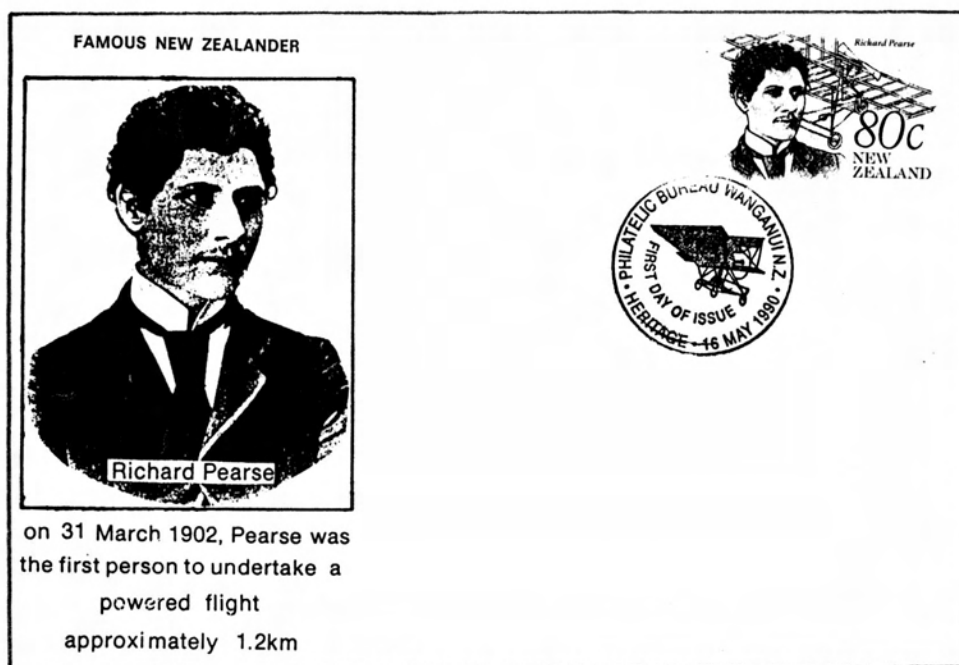 FAMOUS NEW ZEALANDER
Richard Pearse
on 31 March 1902, Pearse was
the first person to undertake a
powered flight
approximately 1.2km
Richard Pearse
80c
NEW
ZEALAND
PHILATELIC BUREAU WANGANUI N.Z.
FIRST DAY OF ISSUE
HERITAGE • 16 MAY 1990